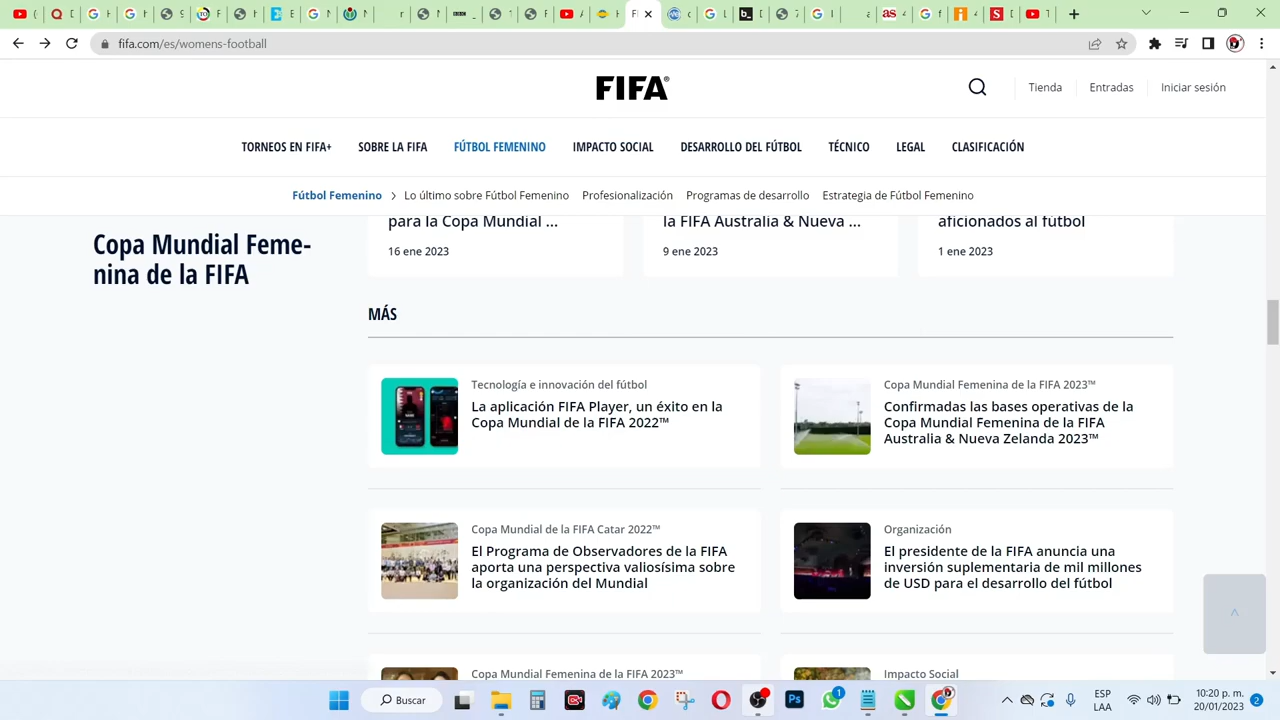 fifa.com/es/womens-football
FIFA®
Tienda
Entradas
Iniciar sesión
TORNEOS EN FIFA+
SOBRE LA FIFA
FÚTBOL FEMENINO
IMPACTO SOCIAL
DESARROLLO DEL FÚTBOL
TÉCNICO
LEGAL
CLASIFICACIÓN
Fútbol Femenino
Lo último sobre Fútbol Femenino
Profesionalización
Programas de desarrollo
Estrategia de Fútbol Femenino
Copa Mundial Feme-
nina de la FIFA
para la Copa Mundial ...
16 ene 2023
la FIFA Australia & Nueva ...
9 ene 2023
aficionados al fútbol
1 ene 2023
MÁS
Tecnología e innovación del fútbol
La aplicación FIFA Player, un éxito en la
Copa Mundial de la FIFA 2022™
Copa Mundial Femenina de la FIFA 2023™
Confirmadas las bases operativas de la
Copa Mundial Femenina de la FIFA
Australia & Nueva Zelanda 2023™
Copa Mundial de la FIFA Catar 2022™
El Programa de Observadores de la FIFA
aporta una perspectiva valiosísima sobre
la organización del Mundial
Organización
El presidente de la FIFA anuncia una
inversión suplementaria de mil millones
de USD para el desarrollo del fútbol
Copa Mundial Femenina de la FIFA 2023™
Impacto Social
Buscar
1
ESP
LAA
10:20 p. m.
20/01/2023
2